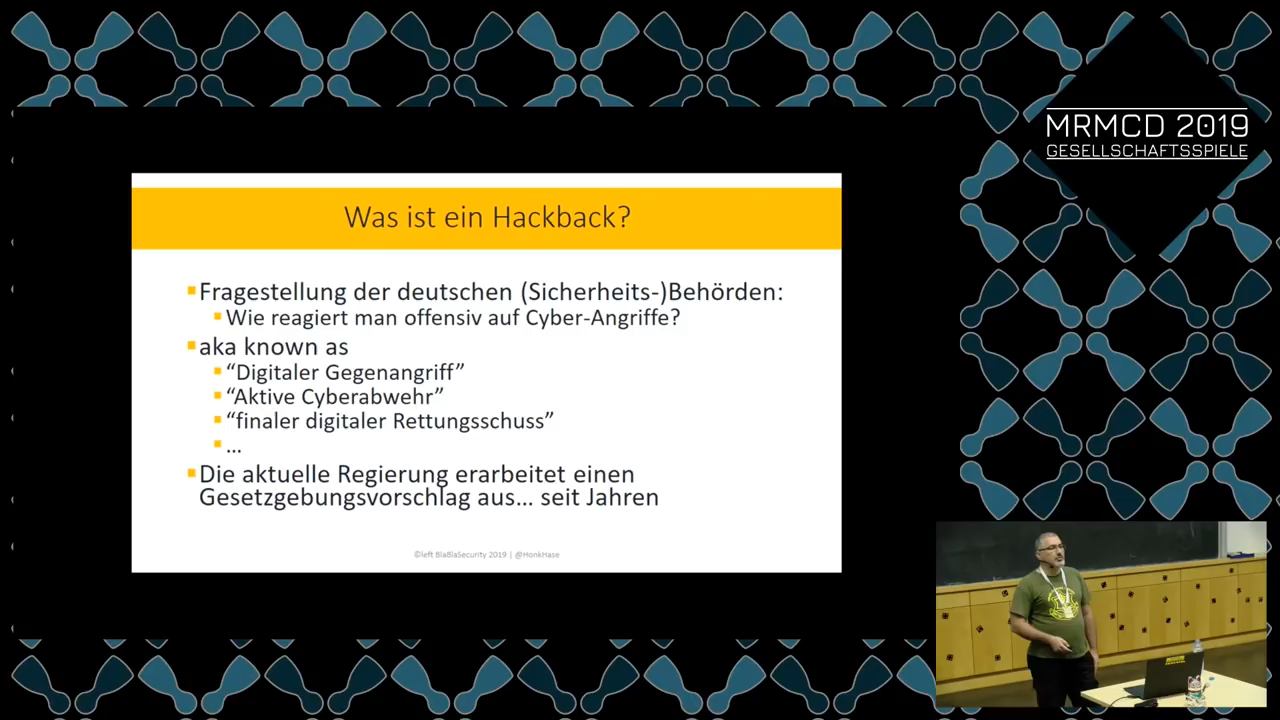 MRMCD 2019
GESELLSCHAFTSSPIELE
Was ist ein Hackback?
Fragestellung der deutschen (Sicherheits-)Behörden:
Wie reagiert man offensiv auf Cyber-Angriffe?
aka known as
“Digitaler Gegenangriff”
“Aktive Cyberabwehr”
“finaler digitaler Rettungsschuss”
...
Die aktuelle Regierung erarbeitet einen
Gesetzgebungsvorschlag aus... seit Jahren
©left BlaBlaSecurity 2019 | @HonkHase